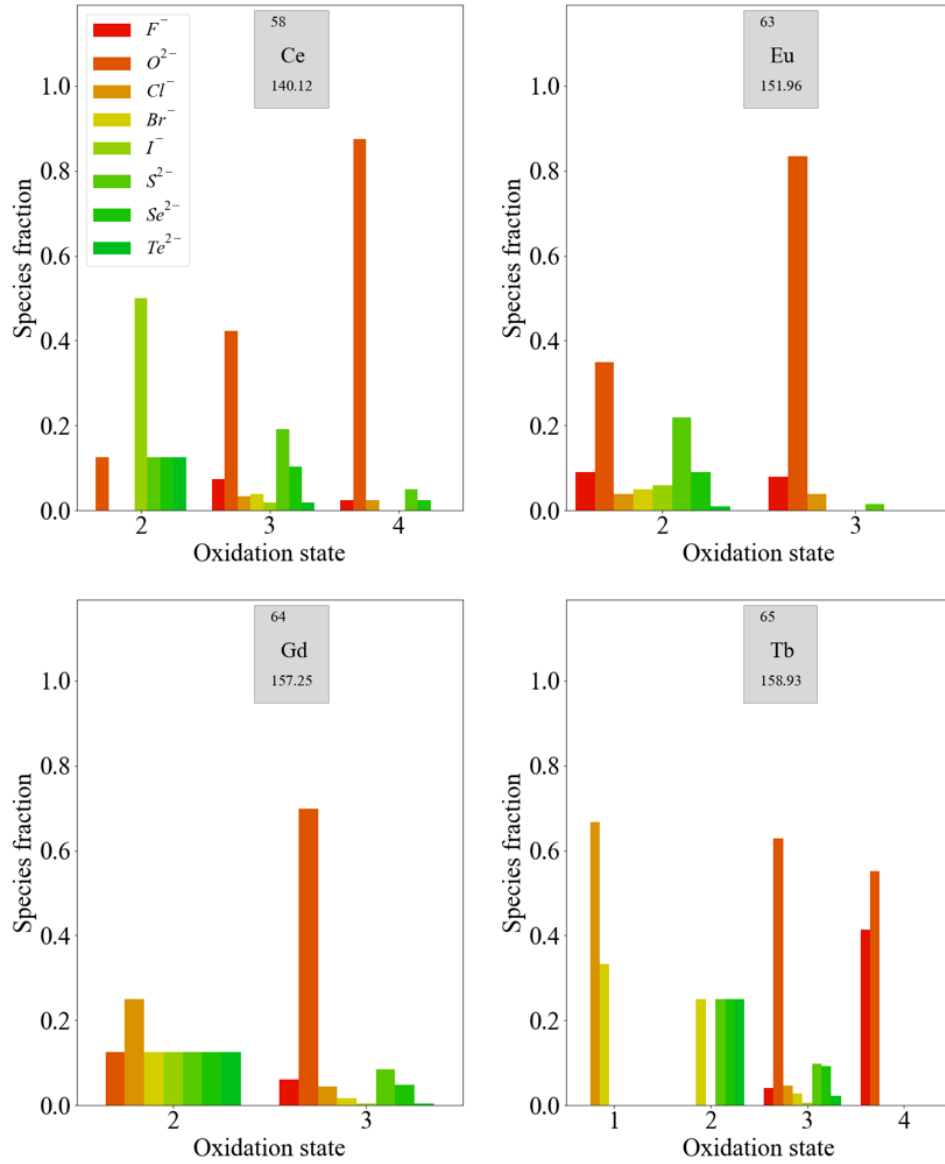 F⁻
O²⁻
Cl⁻
Br⁻
I⁻
S²⁻
Se²⁻
Te²⁻
58
Ce
140.12
Species fraction
1.0
0.8
0.6
0.4
0.2
0.0
2 3 4
Oxidation state
63
Eu
151.96
Species fraction
1.0
0.8
0.6
0.4
0.2
0.0
2 3
Oxidation state
64
Gd
157.25
Species fraction
1.0
0.8
0.6
0.4
0.2
0.0
2 3
Oxidation state
65
Tb
158.93
Species fraction
1.0
0.8
0.6
0.4
0.2
0.0
1 2 3 4
Oxidation state